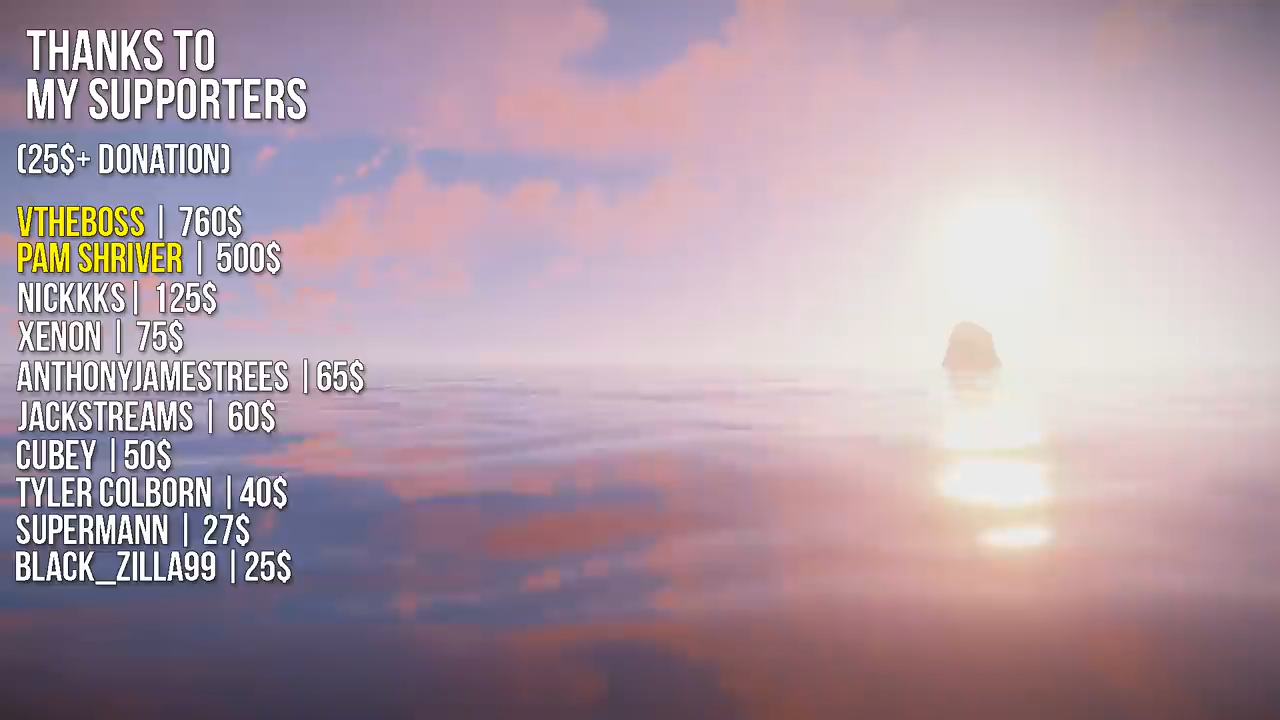 THANKS TO
MY SUPPORTERS
(25$+ DONATION)
VTHEBOSS | 760$
PAM SHRIVER | 500$
NICKKKS | 125$
XENON | 75$
ANTHONYJAMESTREES | 65$
JACKSTREAMS | 60$
CUBEY | 50$
TYLER COLBORN | 40$
SUPERMANN | 27$
BLACK_ZILLA99 | 25$